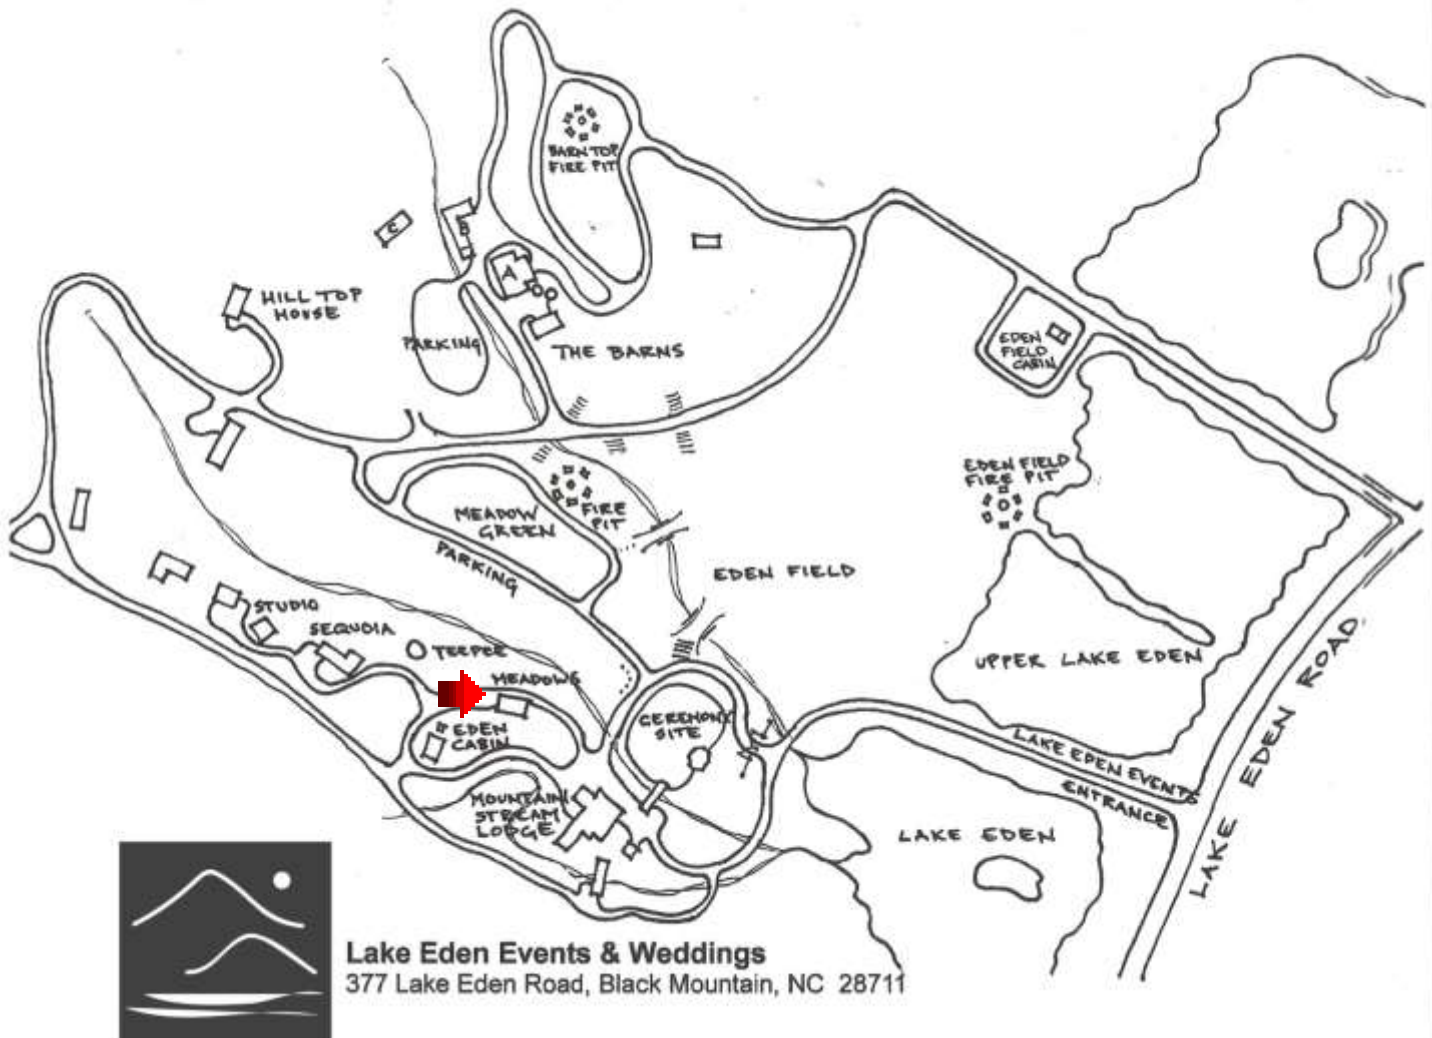 BARN TOP
FIRE PIT
C
B
A
HILL TOP
HOUSE
PARKING
THE BARNS
EDEN
FIELD
CABIN
EDEN FIELD
FIRE PIT
MEADOW
GREEN
FIRE
PIT
PARKING
EDEN FIELD
STUDIO
SEQUOIA
TEEPEE
MEADOWS
EDEN
CABIN
CEREMONY
SITE
UPPER LAKE EDEN
LAKE EDEN EVENTS
ENTRANCE
LAKE EDEN ROAD
MOUNTAIN
STREAM
LODGE
LAKE EDEN
Lake Eden Events & Weddings
377 Lake Eden Road, Black Mountain, NC 28711